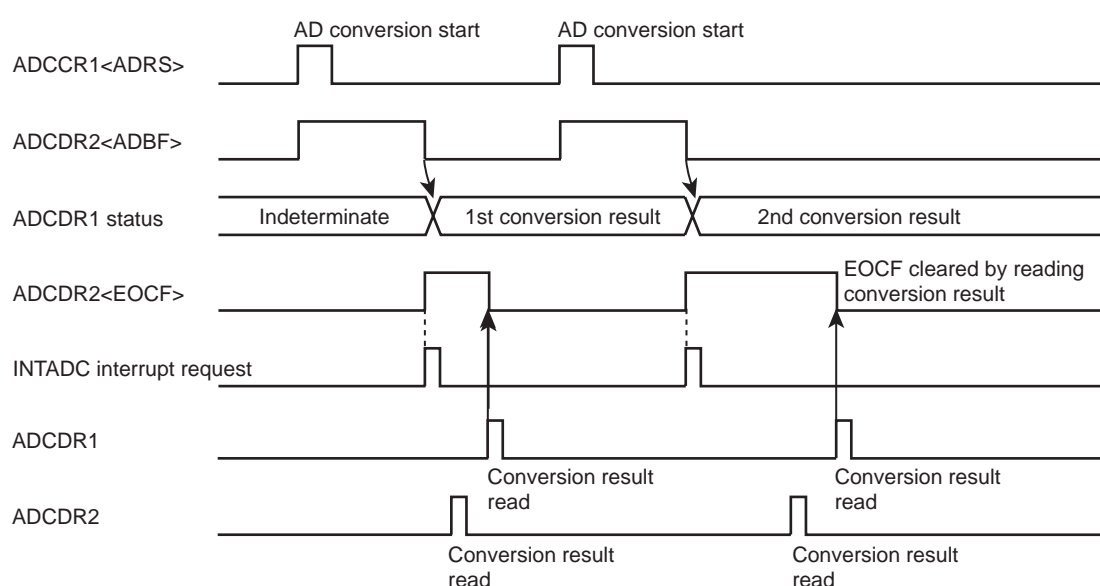 AD conversion start AD conversion start
ADCCR1<ADRS>
ADCDR2<ADBF>
ADCDR1 status Indeterminate 1st conversion result 2nd conversion result
EOCF cleared by reading
conversion result
ADCDR2<EOCF>
INTADC interrupt request
ADCDR1
Conversion result
read
Conversion result
read
ADCDR2
Conversion result
read
Conversion result
read